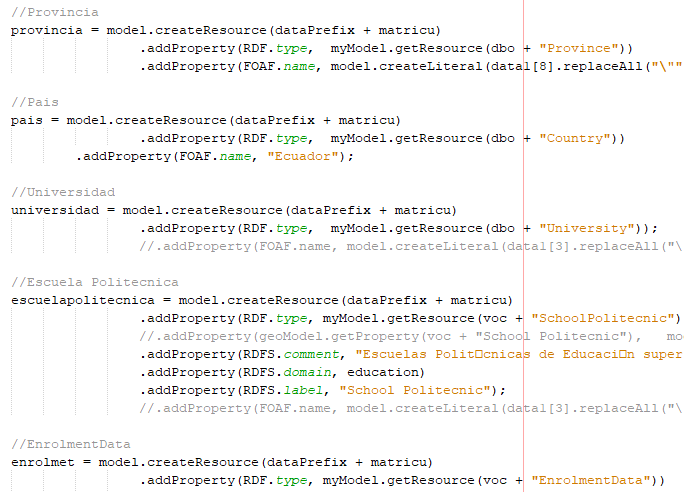 //Provincia
provincia = model.createResource(dataPrefix + matricu)
.addProperty(RDF.type,  myModel.getResource(dbo + "Province"))
.addProperty(FOAF.name, model.createLiteral(data1[8].replaceAll("\""
//Pais
pais = model.createResource(dataPrefix + matricu)
.addProperty(RDF.type,  myModel.getResource(dbo + "Country"))
.addProperty(FOAF.name, "Ecuador");
//Universidad
universidad = model.createResource(dataPrefix + matricu)
.addProperty(RDF.type,  myModel.getResource(dbo + "University"));
//.addProperty(FOAF.name, model.createLiteral(data1[3].replaceAll("\
//Escuela Politecnica
escuelapolitecnica = model.createResource(dataPrefix + matricu)
.addProperty(RDF.type, myModel.getResource(voc + "SchoolPolitecnic")
//.addProperty(geoModel.getProperty(voc + "School Politecnic"),   mo
.addProperty(RDFS.comment, "Escuelas Polit□cnicas de Educaci□n super
.addProperty(RDFS.domain, education)
.addProperty(RDFS.label, "School Politecnic");
//.addProperty(FOAF.name, model.createLiteral(data1[3].replaceAll("\
//EnrolmentData
enrolmet = model.createResource(dataPrefix + matricu)
.addProperty(RDF.type, myModel.getResource(voc + "EnrolmentData"))